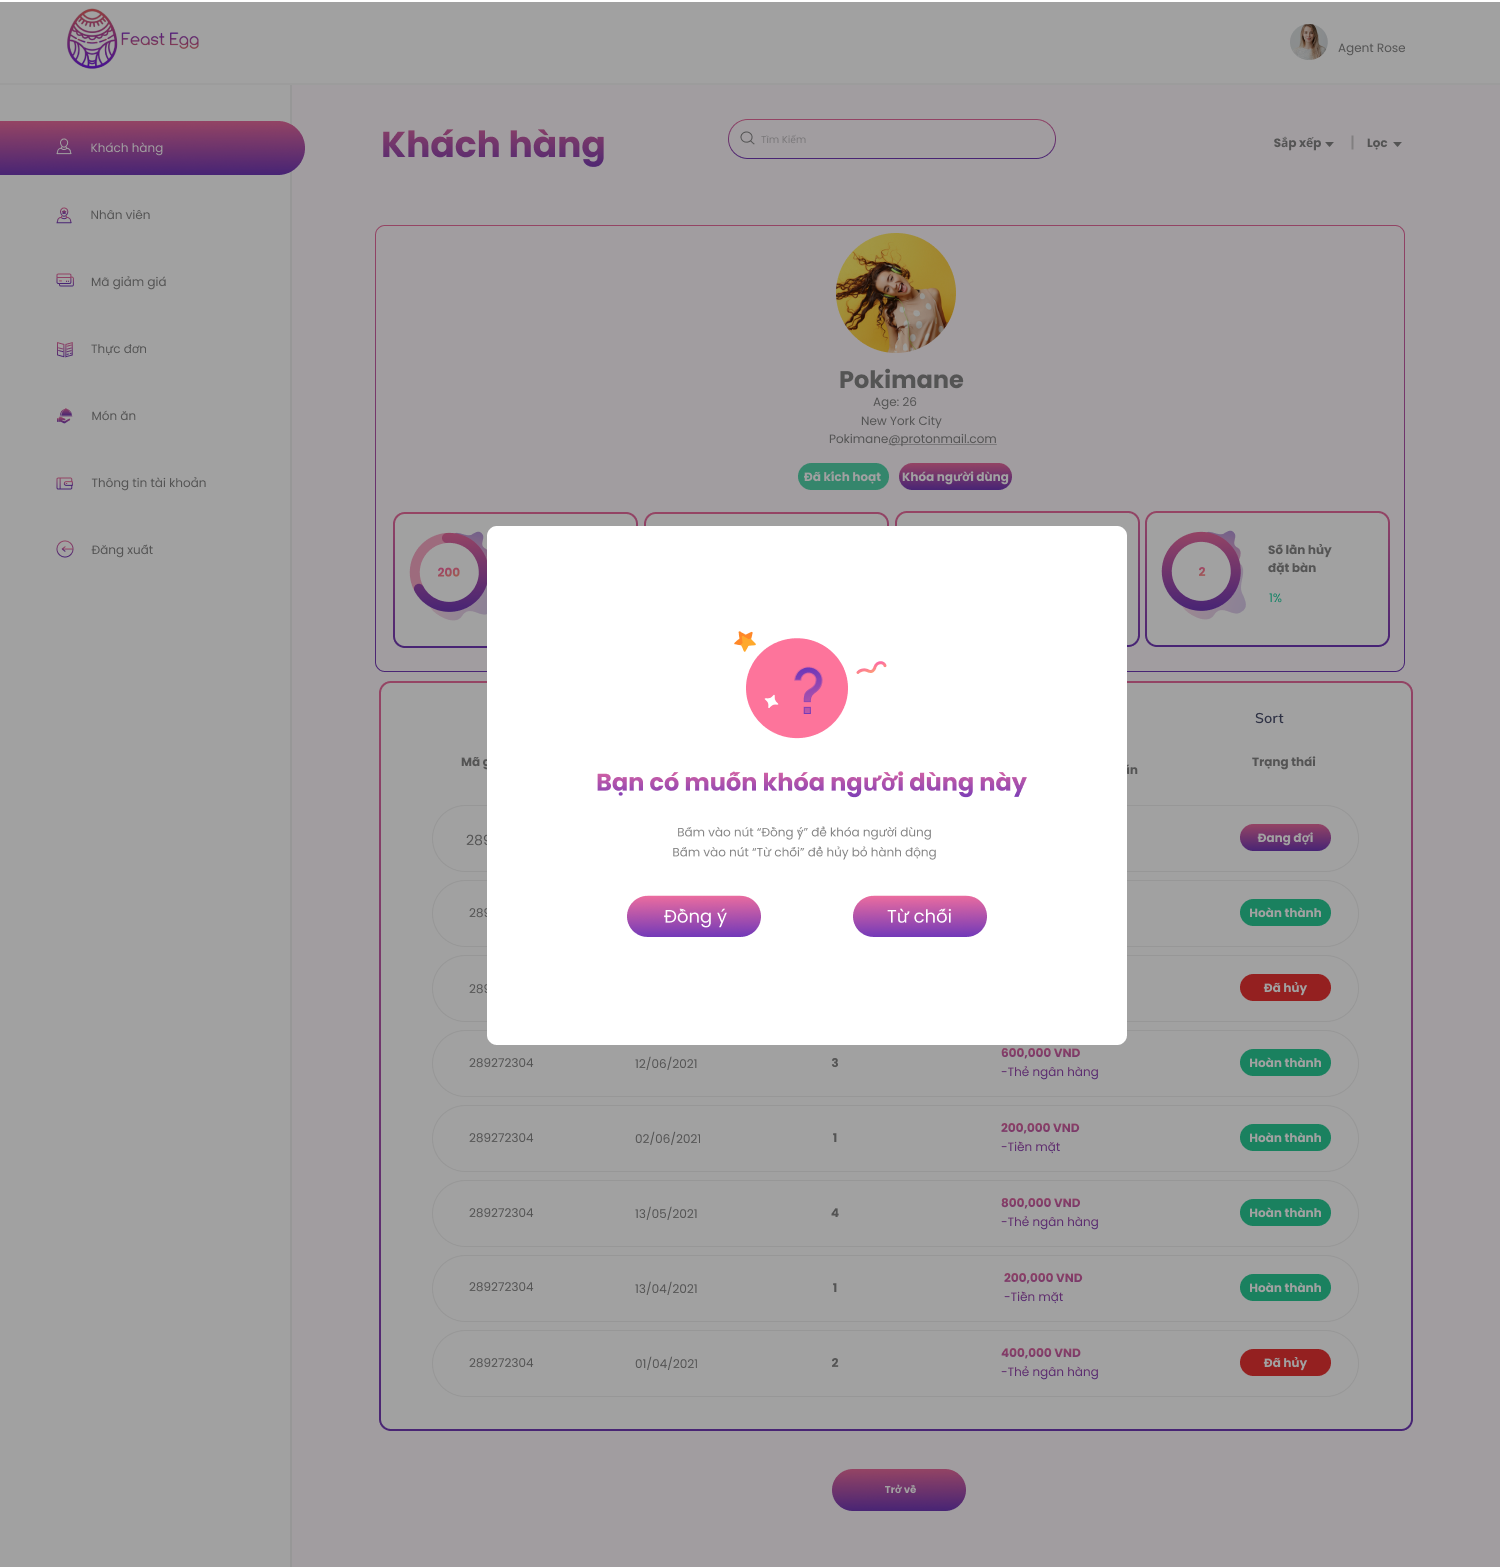 Feast Egg
Agent Rose
Khách hàng
Nhân viên
Mã giảm giá
Thực đơn
Món ăn
Thông tin tài khoản
Đăng xuất
Khách hàng
Tìm Kiếm
Sắp xếp
Lọc
Pokimane
Age: 26
New York City
Pokimane@protonmail.com
Đã kích hoạt
Khóa người dùng
200
2
Số lần hủy
đặt bàn
1%
Bạn có muốn khóa người dùng này
Bấm vào nút “Đồng ý” để khóa người dùng
Bấm vào nút “Từ chối” để hủy bỏ hành động
Đồng ý
Từ chối
Sort
Mã
Trạng thái
289
Đang đợi
289
Hoàn thành
289
Đã hủy
289272304 12/06/2021 3 600,000 VND Hoàn thành
-Thẻ ngân hàng
289272304 02/06/2021 1 200,000 VND Hoàn thành
-Tiền mặt
289272304 13/05/2021 4 800,000 VND Hoàn thành
-Thẻ ngân hàng
289272304 13/04/2021 1 200,000 VND Hoàn thành
-Tiền mặt
289272304 01/04/2021 2 400,000 VND Đã hủy
-Thẻ ngân hàng
Trở về